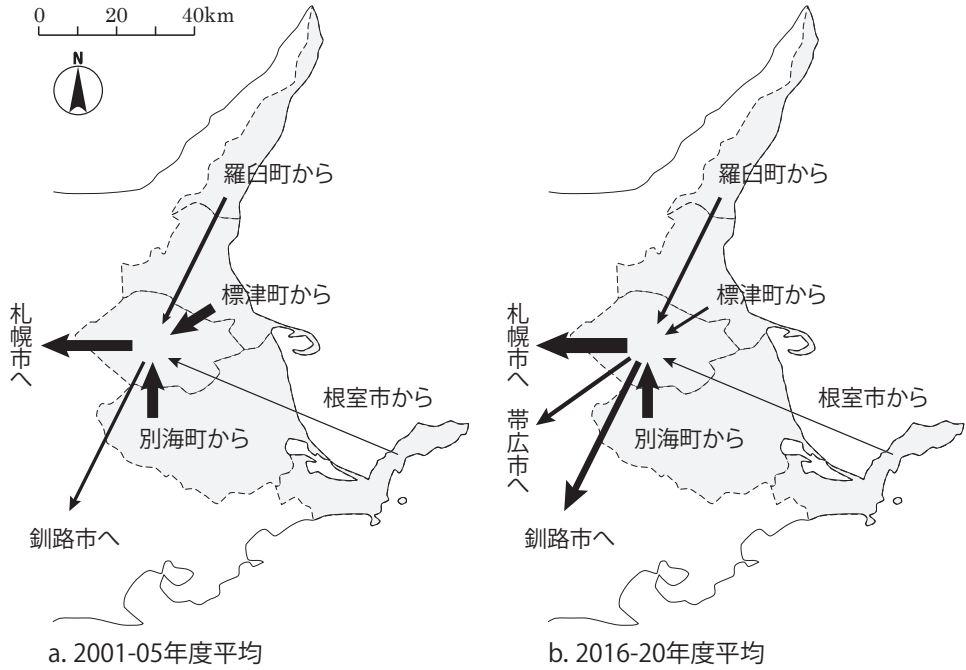 0 20 40km
N
羅臼町から
標津町から
札幌市へ
根室市から
別海町から
釧路市へ
a. 2001-05年度平均
羅臼町から
標津町から
札幌市へ
根室市から
帯広市へ
別海町から
釧路市へ
b. 2016-20年度平均